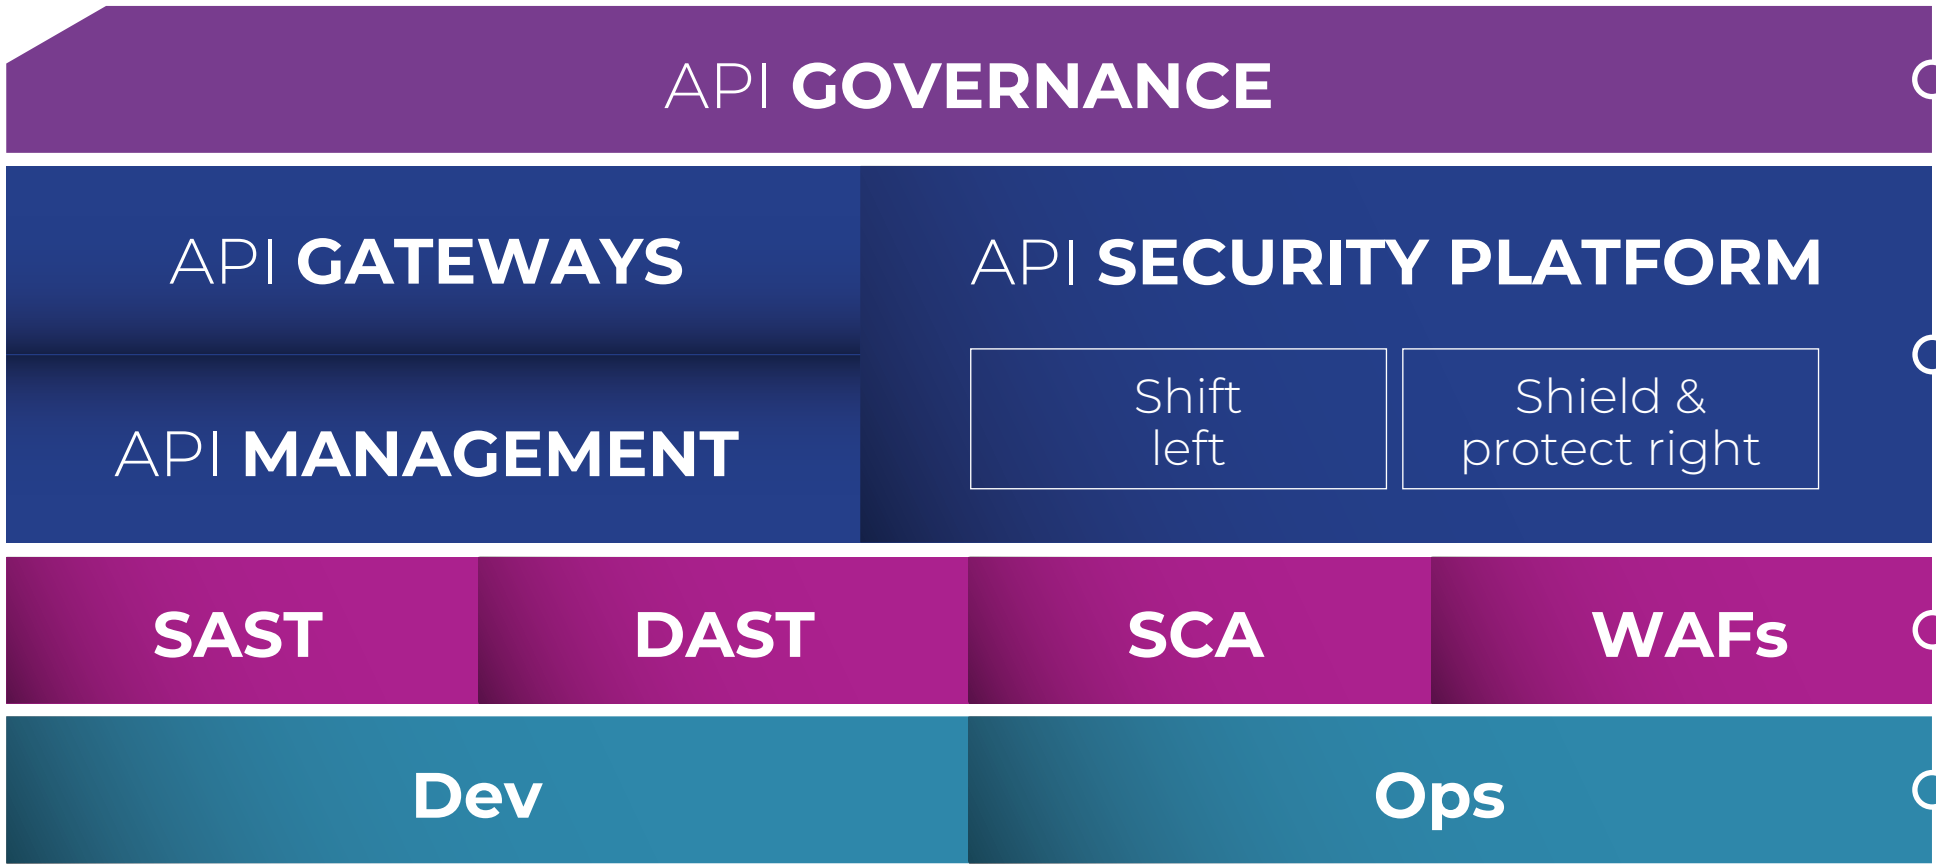 API GOVERNANCE
API GATEWAYS
API MANAGEMENT
API SECURITY PLATFORM
Shift
left
Shield &
protect right
SAST
DAST
SCA
WAFs
Dev
Ops